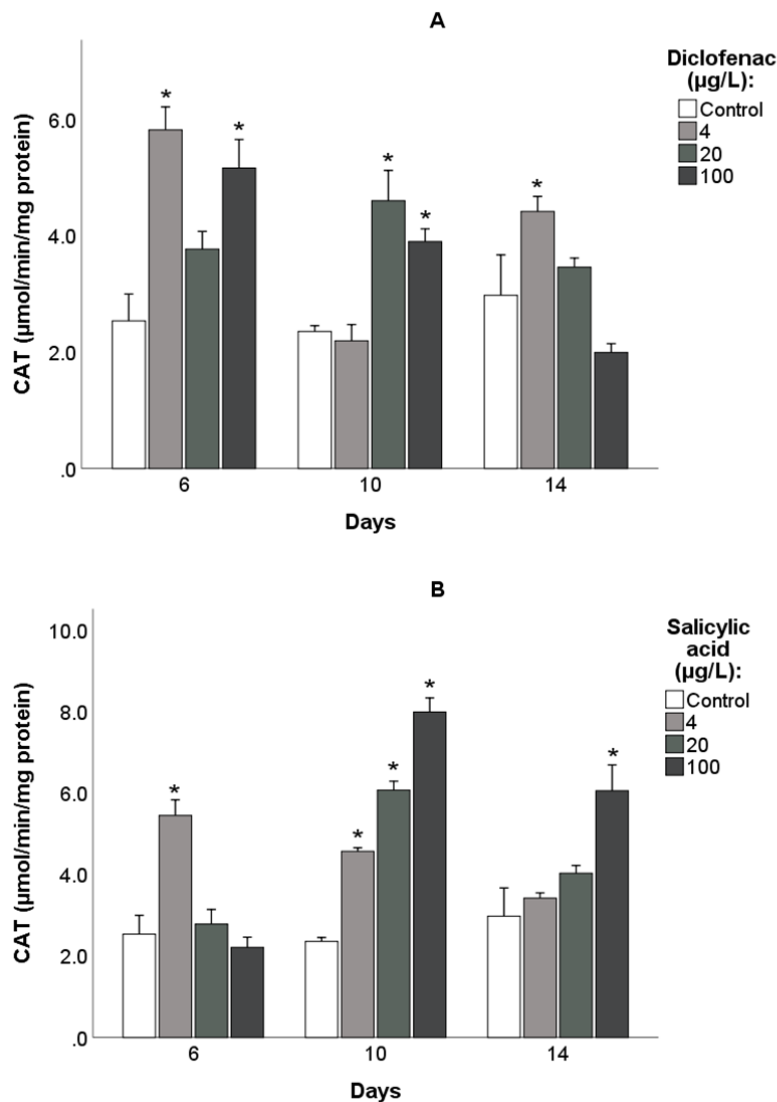 A
Diclofenac
(µg/L):
Control
4
20
100
CAT (µmol/min/mg protein)
6.0
4.0
2.0
.0
*
*
*
*
*
6
10
14
Days
B
Salicylic
acid
(µg/L):
Control
4
20
100
CAT (µmol/min/mg protein)
10.0
8.0
6.0
4.0
2.0
.0
*
*
*
*
*
6
10
14
Days